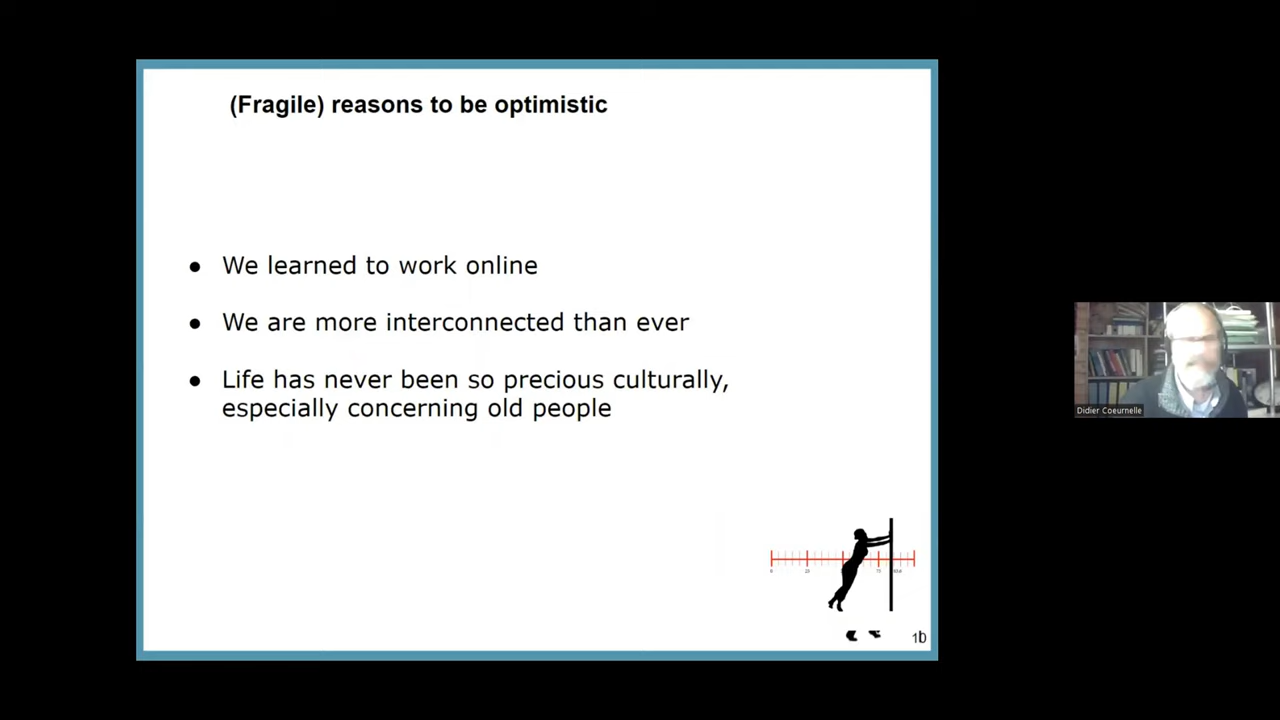 (Fragile) reasons to be optimistic
● We learned to work online
● We are more interconnected than ever
● Life has never been so precious culturally,
especially concerning old people
Didier Coeurnelle